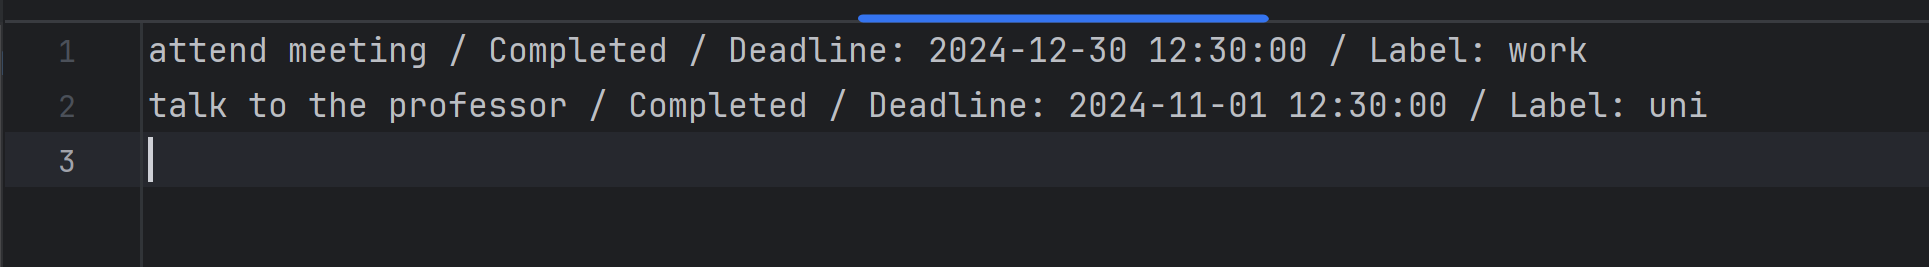 1 attend meeting / Completed / Deadline: 2024-12-30 12:30:00 / Label: work
2 talk to the professor / Completed / Deadline: 2024-11-01 12:30:00 / Label: uni
3